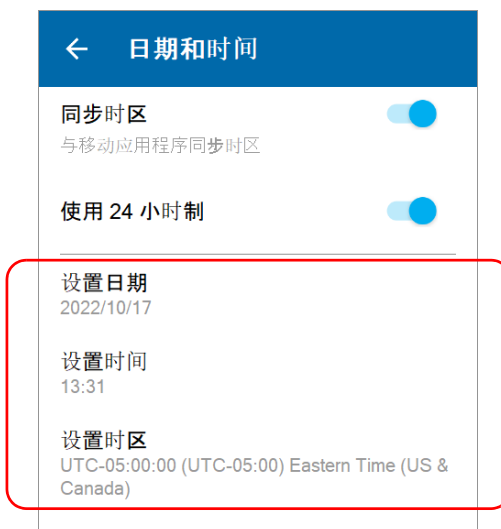 日期和时间
同步时区
与移动应用程序同步时区
使用 24 小时制
设置日期
2022/10/17
设置时间
13:31
设置时区
UTC-05:00:00 (UTC-05:00) Eastern Time (US &
Canada)